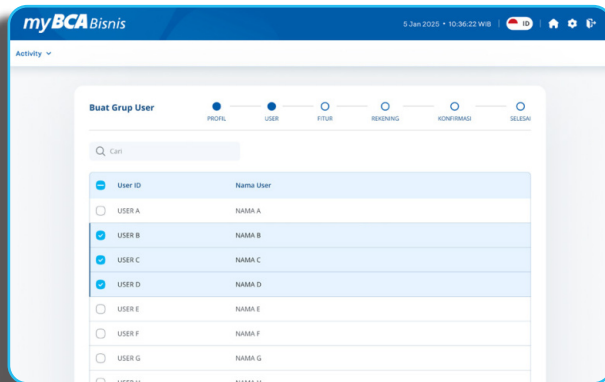 myBCA Bisnis
5 Jan 2025 • 10:36:22 WIB | ID
Activity
Buat Grup User
PROFIL USER FITUR REKENING KONFIRMASI SELESAI
Cari
User ID Nama User
USER A NAMA A
USER B NAMA B
USER C NAMA C
USER D NAMA D
USER E NAMA E
USER F NAMA F
USER G NAMA G